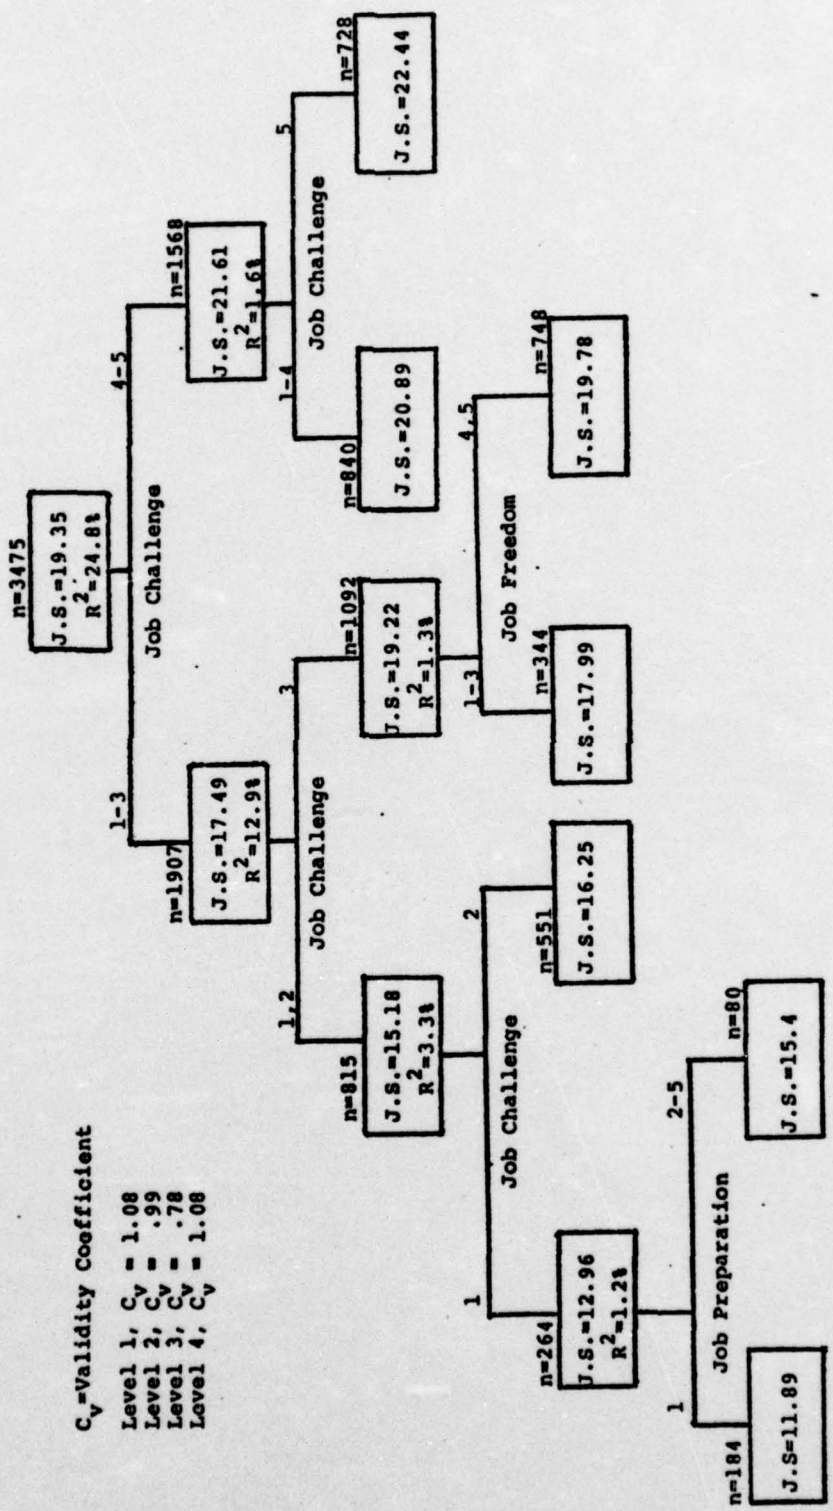 n=3475
J.S.=19.35
R²=24.8%
Job Challenge
1-3
4-5
n=1907
J.S.=17.49
R²=12.9%
n=1568
J.S.=21.61
R²=1.6%
Job Challenge
1,2
3
Job Challenge
1-4
5
n=815
J.S.=15.18
R²=3.3%
n=1092
J.S.=19.22
R²=1.3%
n=840
J.S.=20.89
n=728
J.S.=22.44
Job Challenge
1
2
Job Freedom
1-3
4,5
n=264
J.S.=12.96
R²=1.2%
n=551
J.S.=16.25
n=344
J.S.=17.99
n=748
J.S.=19.78
Job Preparation
1
2-5
n=184
J.S=11.89
n=80
J.S.=15.4
Cv=Validity Coefficient
Level 1, Cv = 1.08
Level 2, Cv = .99
Level 3, Cv = .78
Level 4, Cv = 1.08